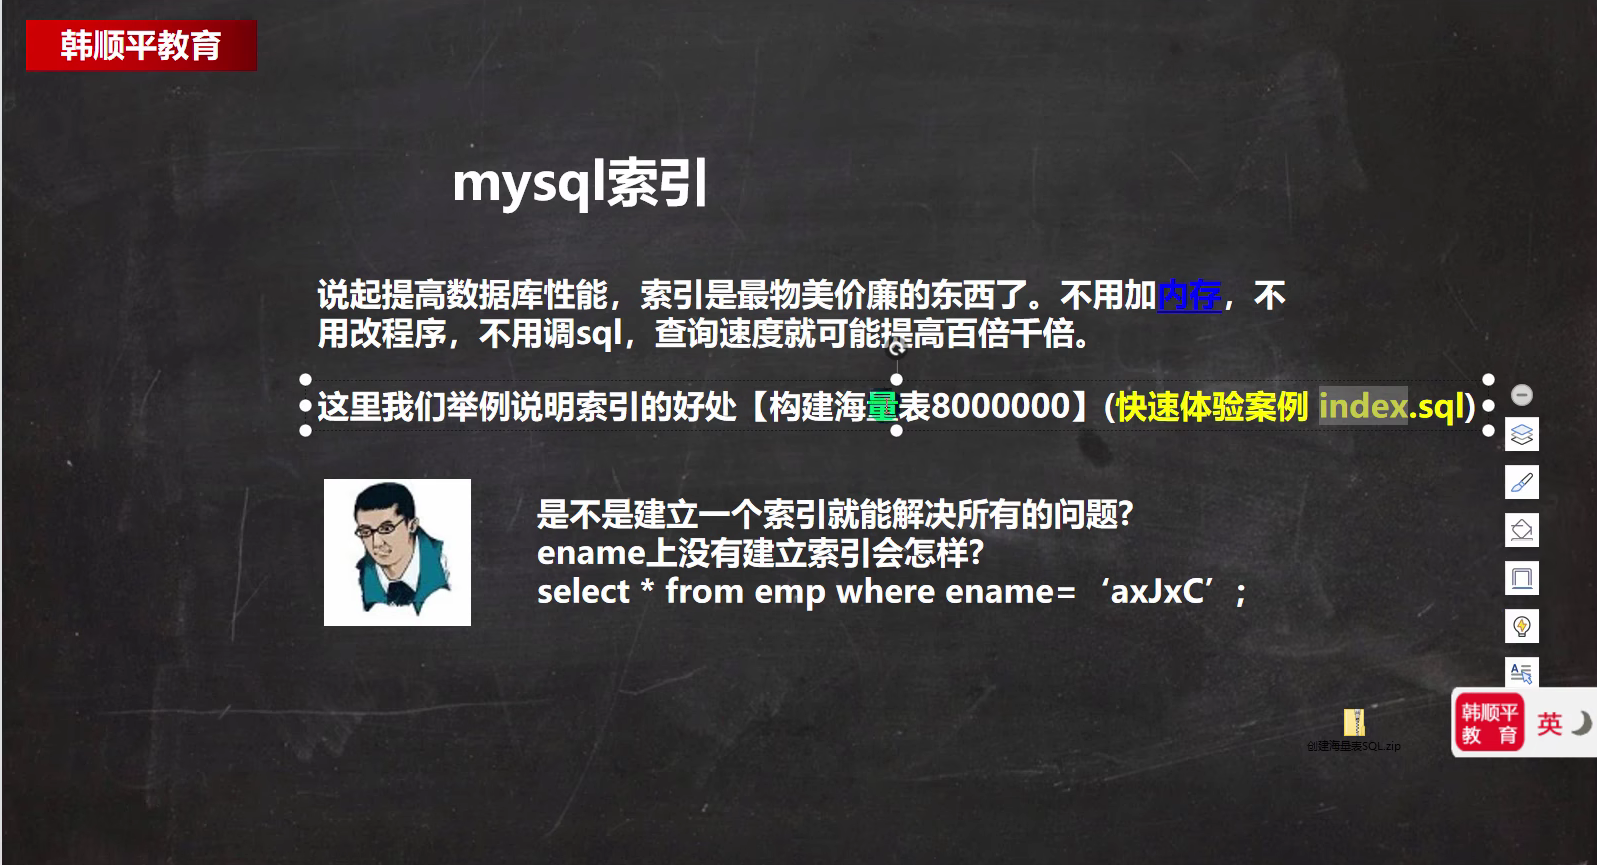 韩顺平教育
mysql索引
说起提高数据库性能，索引是最物美价廉的东西了。不用加内存，不
用改程序，不用调sql，查询速度就可能提高百倍千倍。
这里我们举例说明索引的好处【构建海量表8000000】(快速体验案例 index.sql)
是不是建立一个索引就能解决所有的问题?
ename上没有建立索引会怎样?
select * from emp where ename=‘axJxC’;
创建海量表SQL.zip
韩顺平
教 育
英